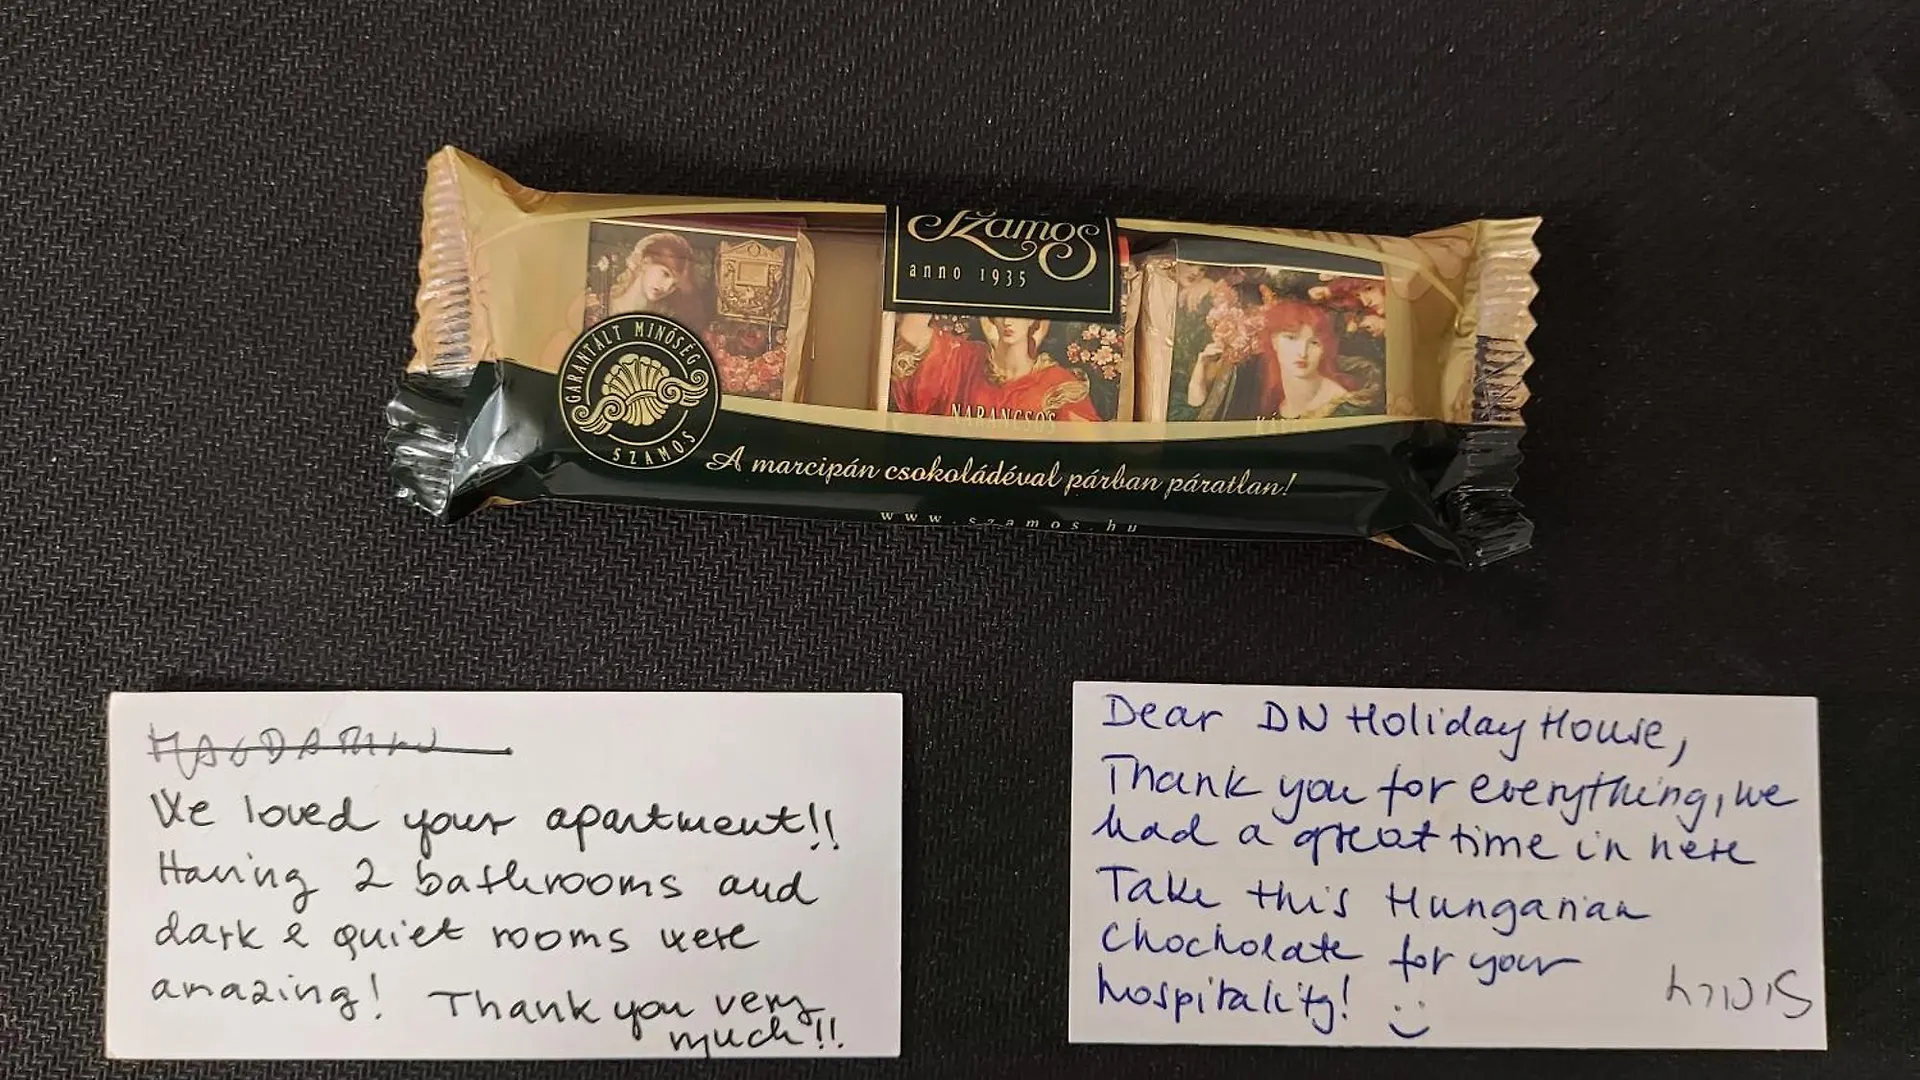 Szamos
anno 1935
GARANTÁLT MINŐSÉG
SZAMOS
NARANCSOS
A marcipán csokoládéval párban páratlan!
www.szamos.hu
We loved your apartment!!
Having 2 bathrooms and
dark & quiet rooms were
amazing! Thank you very
much!!
Dear DN Holiday House,
Thank you for everything, we
had a great time in here
Take this Hungarian
chocholate for your
hospitality! :)